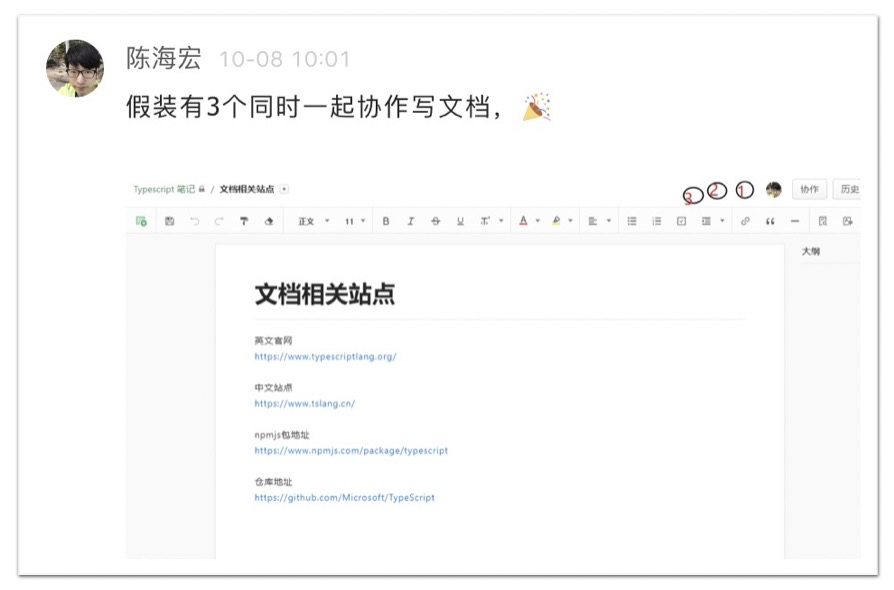 陈海宏 10-08 10:01
假装有3个同时一起协作写文档，
Typescript 笔记 / 文档相关站点
3 2 1 协作 历史
正文 11 B I S U T A
大纲
文档相关站点
英文官网
https://www.typescriptlang.org/
中文站点
https://www.tslang.cn/
npmjs包地址
https://www.npmjs.com/package/typescript
仓库地址
https://github.com/Microsoft/TypeScript